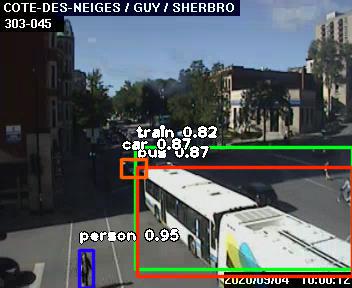 COTE-DES-NEIGES / GUY / SHERBRO
303-045
train 0.82
car 0.87
bus 0.87
person 0.95
2020/09/04 10:00:12